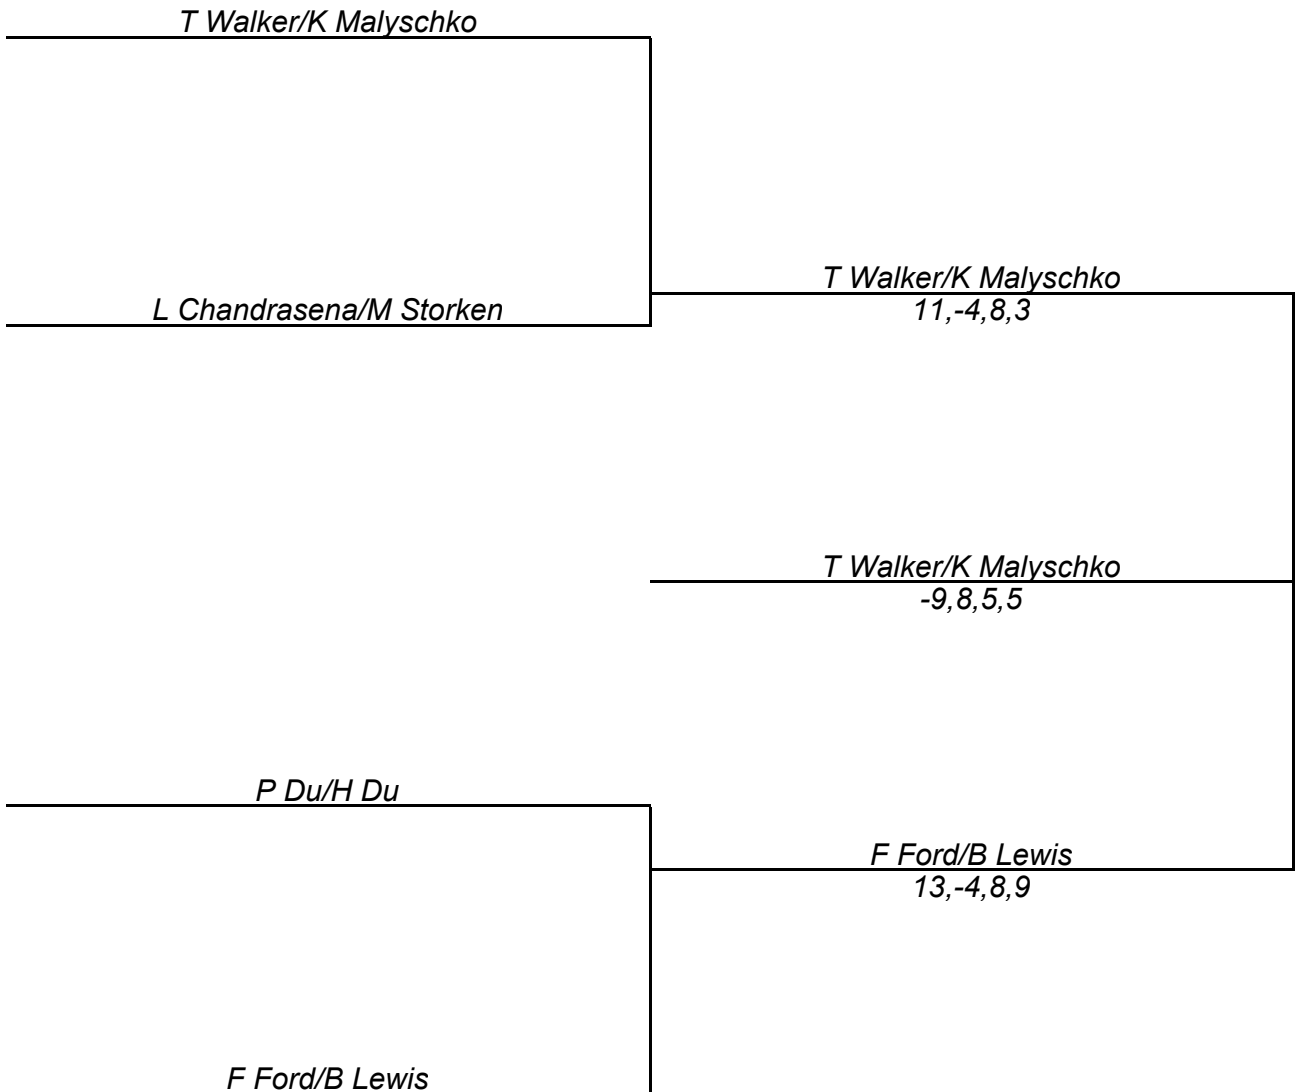 T Walker/K Malyschko
T Walker/K Malyschko
L Chandrasena/M Storken
11,-4,8,3
T Walker/K Malyschko
-9,8,5,5
P Du/H Du
F Ford/B Lewis
13,-4,8,9
F Ford/B Lewis